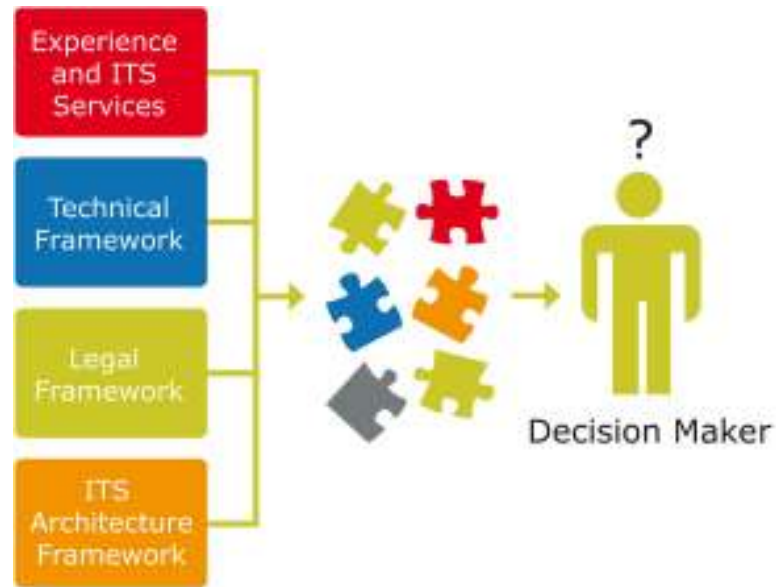 Experience
and ITS
Services
Technical
Framework
Legal
Framework
ITS
Architecture
Framework
?
Decision Maker